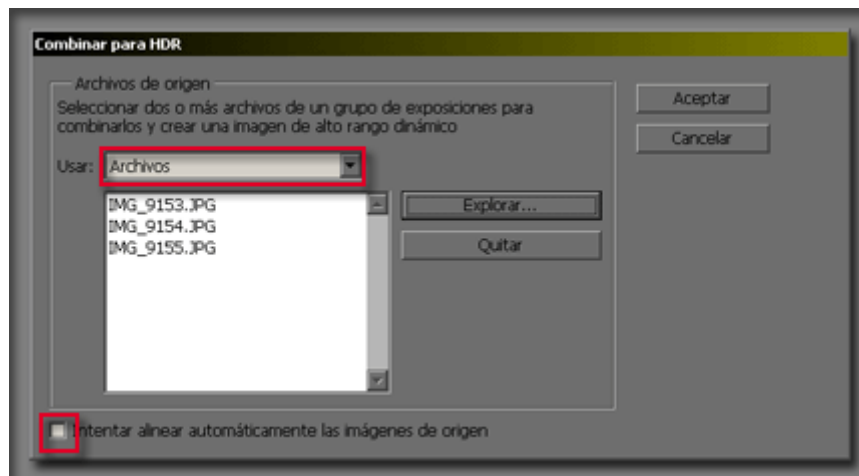 Combinar para HDR
Archivos de origen
Seleccionar dos o más archivos de un grupo de exposiciones para
combinarlos y crear una imagen de alto rango dinámico
Usar: Archivos
IMG_9153.JPG
IMG_9154.JPG
IMG_9155.JPG
Explorar...
Quitar
Aceptar
Cancelar
Intentar alinear automáticamente las imágenes de origen